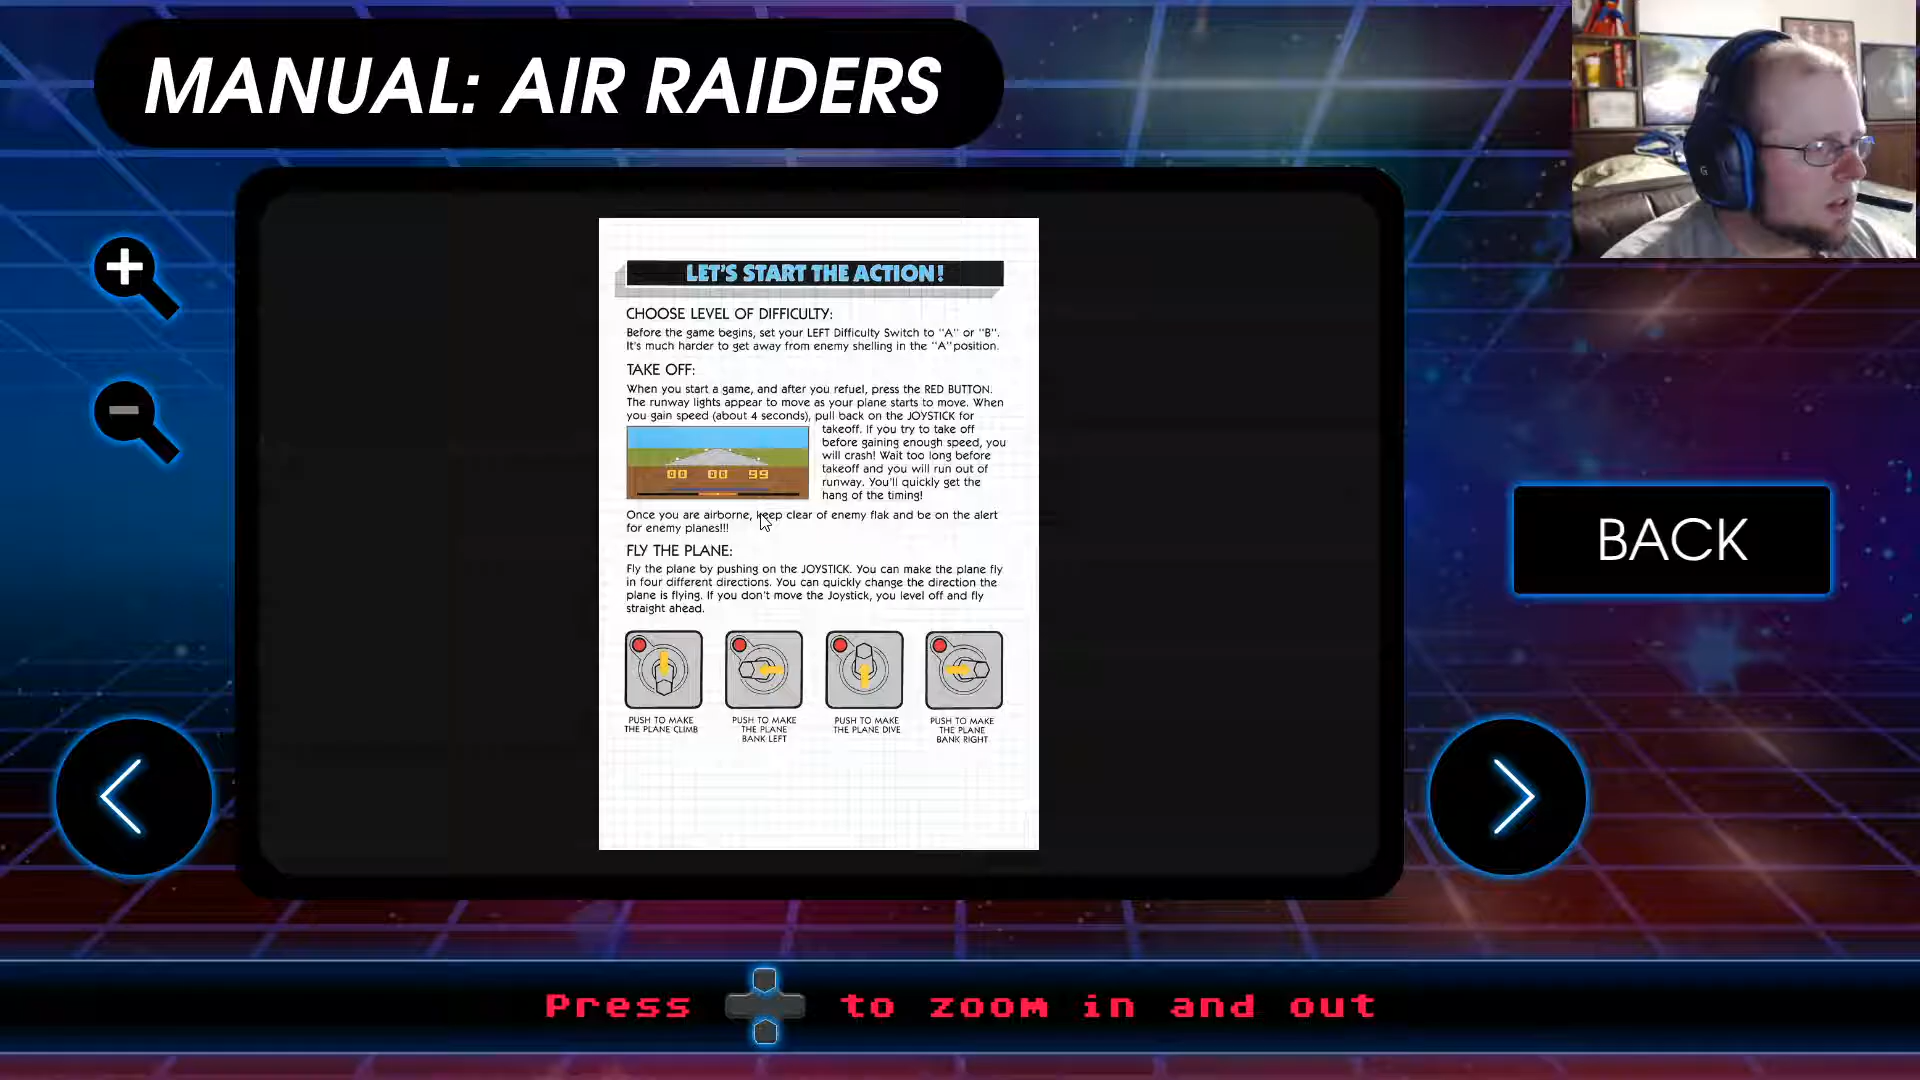 MANUAL: AIR RAIDERS
LET'S START THE ACTION!
CHOOSE LEVEL OF DIFFICULTY:
Before the game begins, set your LEFT Difficulty Switch to "A" or "B".
It's much harder to get away from enemy shelling in the "A" position.
TAKE OFF:
When you start a game, and after you refuel, press the RED BUTTON.
The runway lights appear to move as your plane starts to move. When
you gain speed (about 4 seconds), pull back on the JOYSTICK for
takeoff. If you try to take off
before gaining enough speed, you
will crash! Wait too long before
takeoff and you will run out of
runway. You'll quickly get the
hang of the timing!
00 80 99
Once you are airborne, keep clear of enemy flak and be on the alert
for enemy planes!!!
FLY THE PLANE:
Fly the plane by pushing on the JOYSTICK. You can make the plane fly
in four different directions. You can quickly change the direction the
plane is flying. If you don't move the Joystick, you level off and fly
straight ahead.
PUSH TO MAKE
THE PLANE CLIMB
PUSH TO MAKE
THE PLANE
BANK LEFT
PUSH TO MAKE
THE PLANE DIVE
PUSH TO MAKE
THE PLANE
BANK RIGHT
BACK
Press to zoom in and out